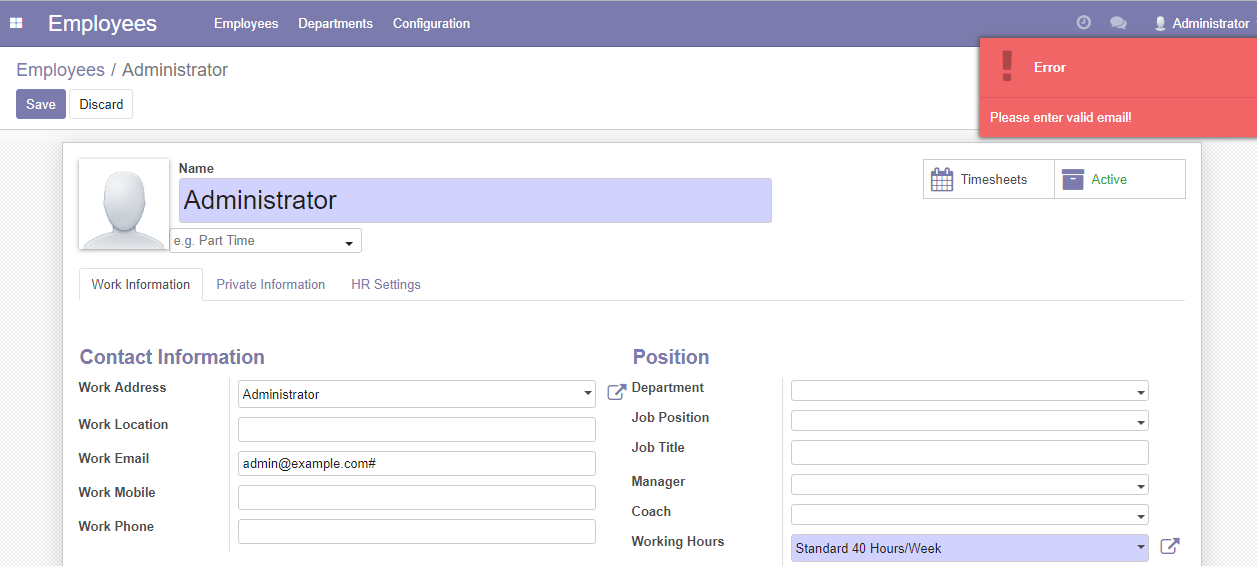 Employees Employees Departments Configuration Administrator
Error
Please enter valid email!
Employees / Administrator
Save Discard
Name
Administrator
Timesheets Active
e.g. Part Time
Work Information Private Information HR Settings
Contact Information
Work Address Administrator
Work Location
Work Email admin@example.com#
Work Mobile
Work Phone
Position
Department
Job Position
Job Title
Manager
Coach
Working Hours Standard 40 Hours/Week